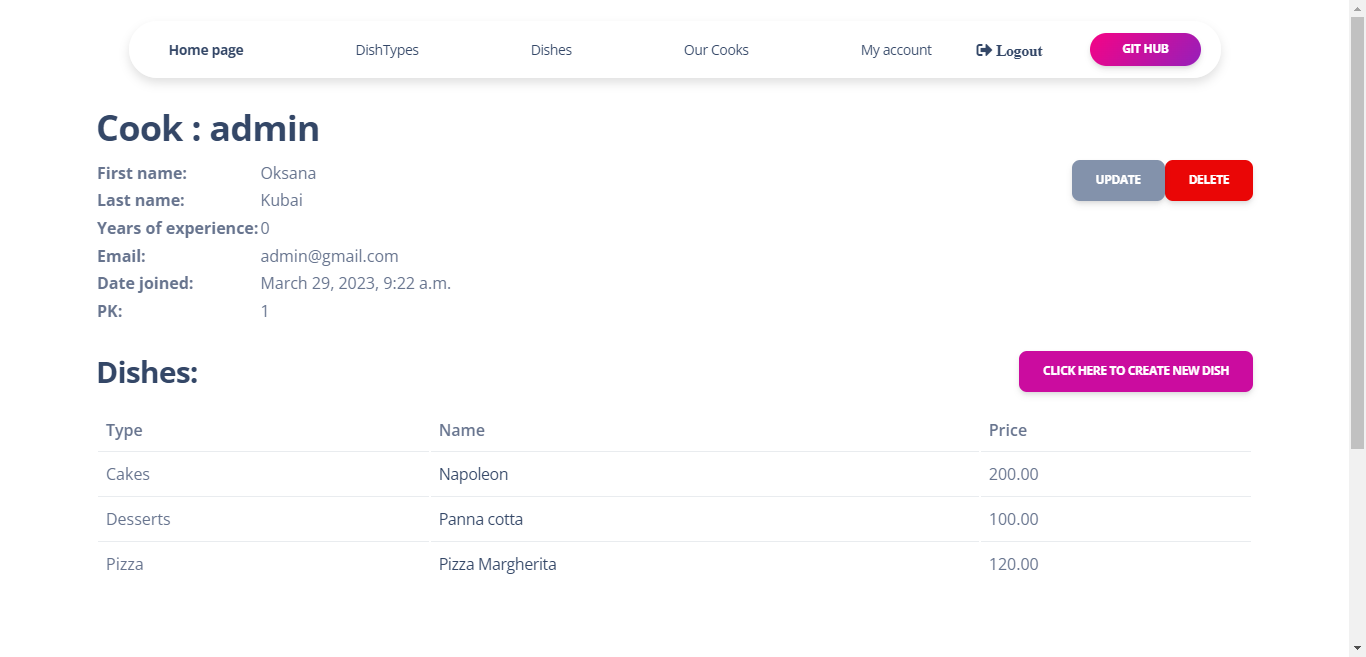 Home page DishTypes Dishes Our Cooks My account Logout GIT HUB
Cook : admin
First name: Oksana UPDATE DELETE
Last name: Kubai
Years of experience: 0
Email: admin@gmail.com
Date joined: March 29, 2023, 9:22 a.m.
PK: 1
Dishes: CLICK HERE TO CREATE NEW DISH
Type Name Price
Cakes Napoleon 200.00
Desserts Panna cotta 100.00
Pizza Pizza Margherita 120.00